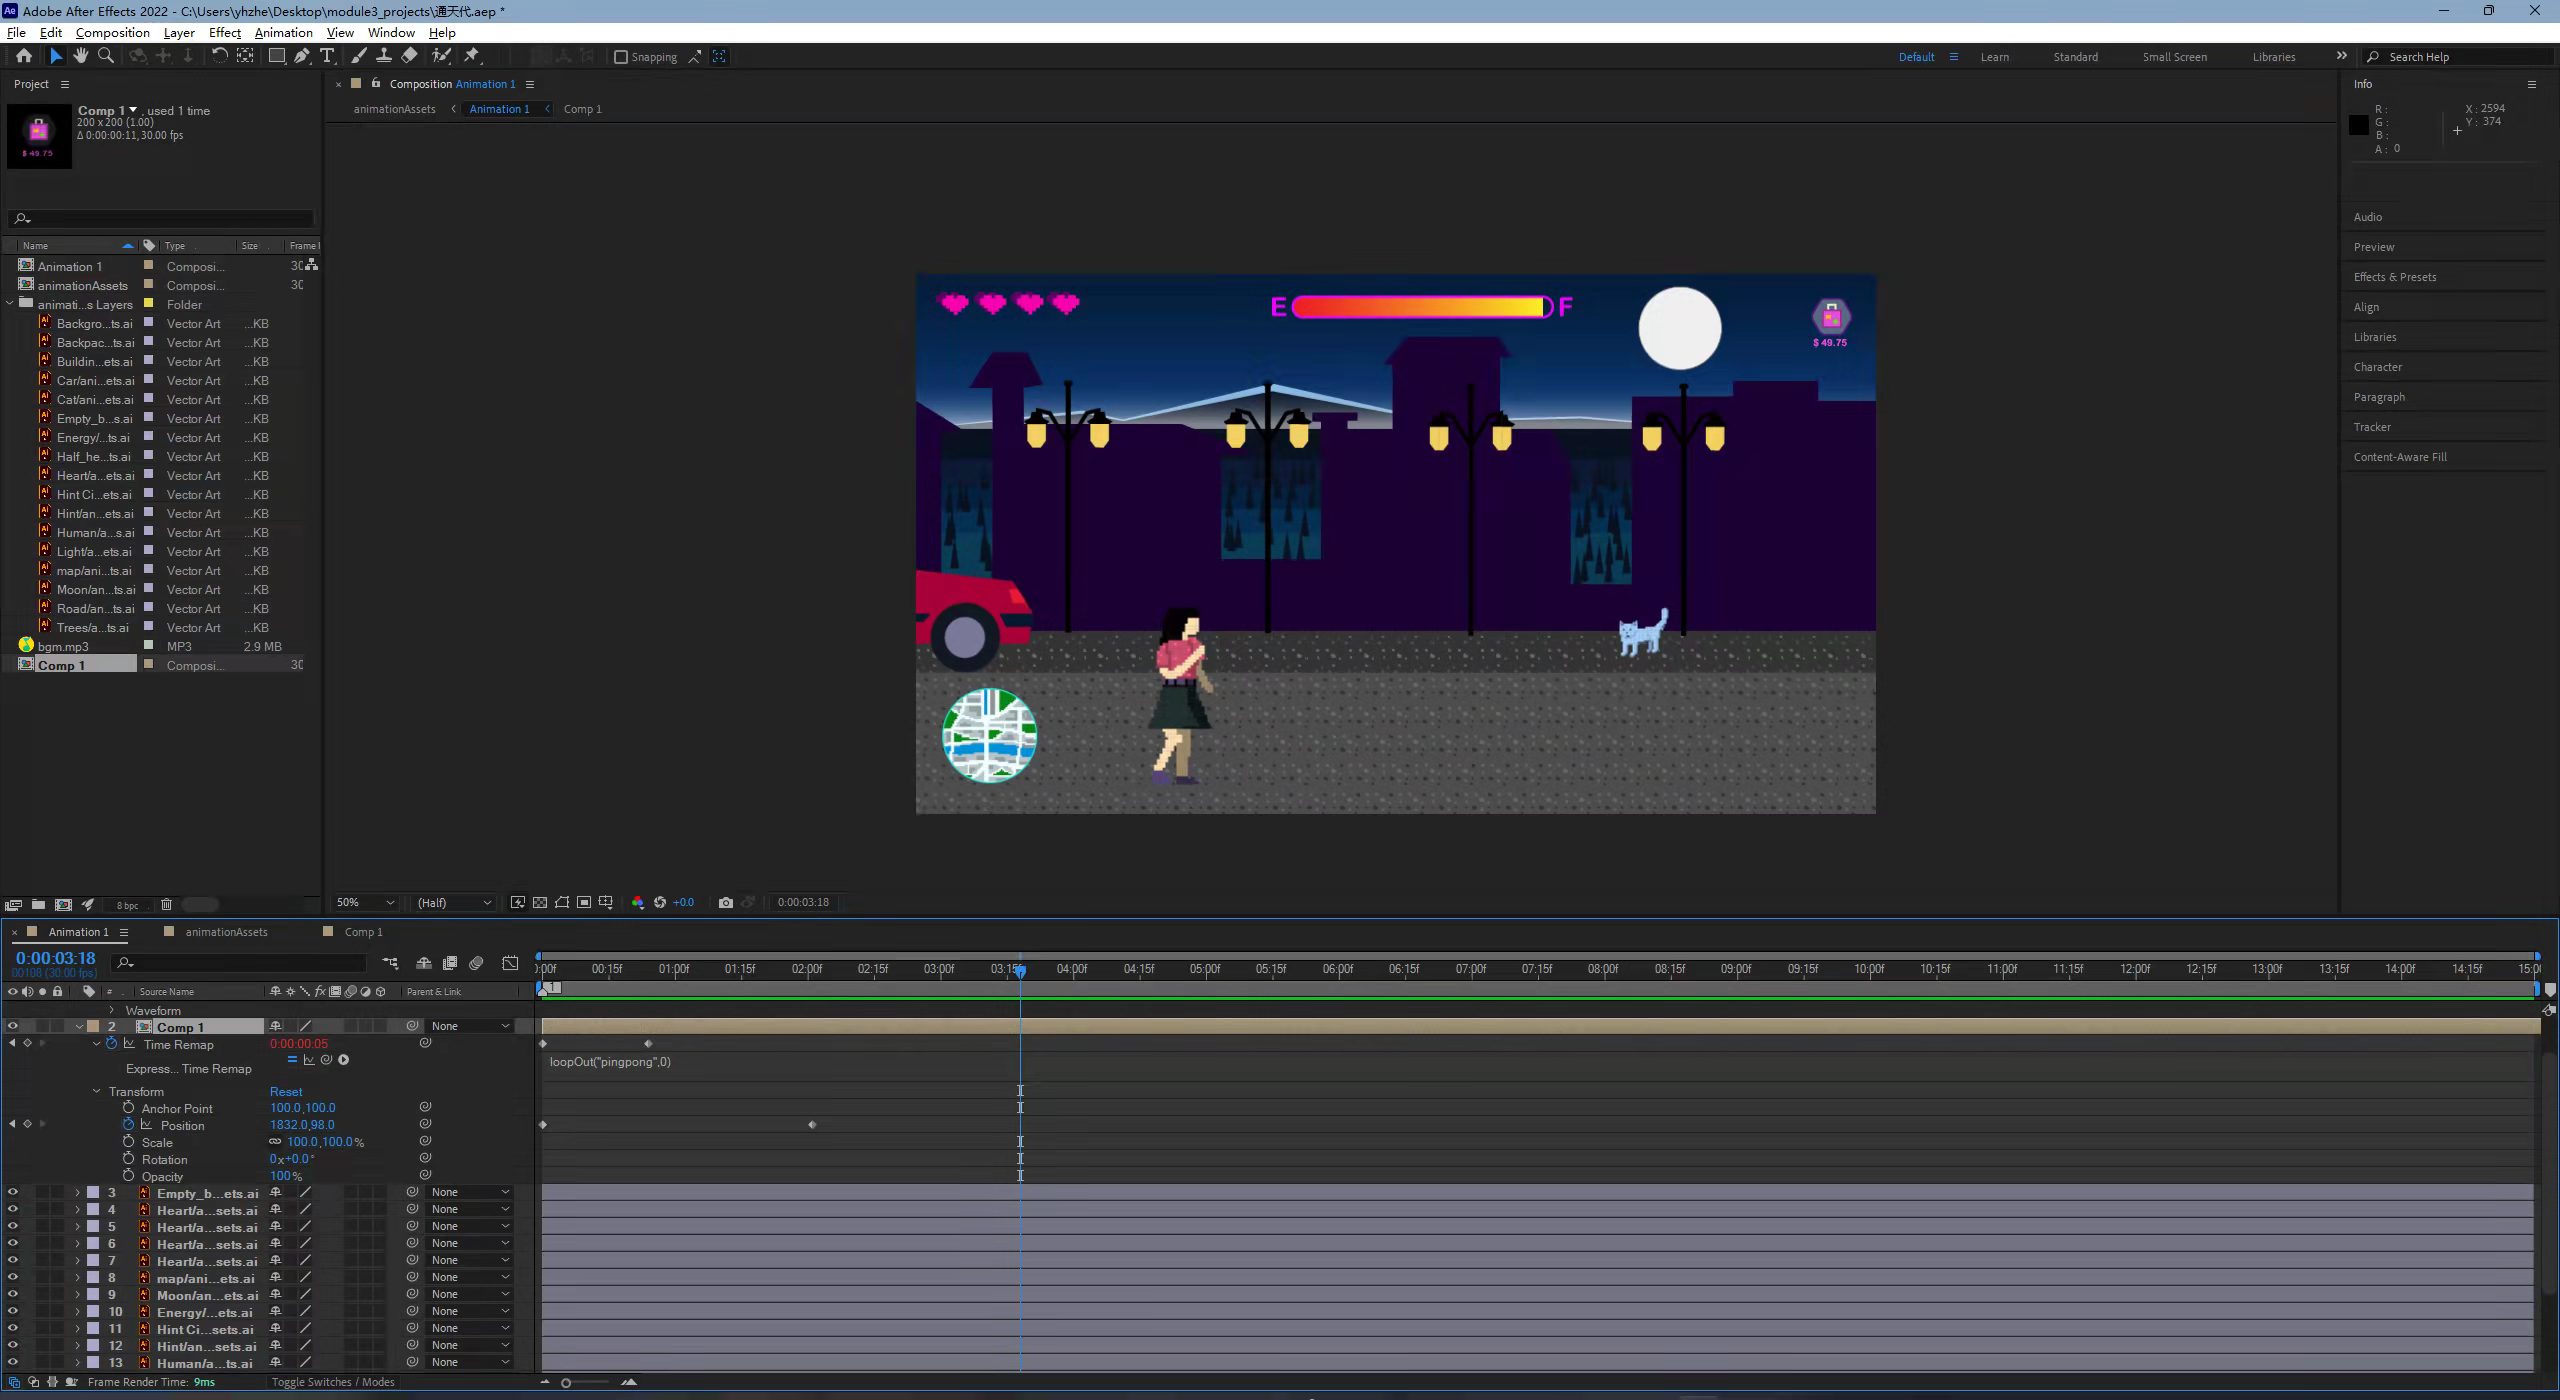 Adobe After Effects 2022 - C:\Users\yhzhe\Desktop\module3_projects\通天代.aep *
File Edit Composition Layer Effect Animation View Window Help
Snapping
Default Learn Standard Small Screen Libraries Search Help
Project
Comp 1 , used 1 time
200 x 200 (1.00)
Δ 0:00:00:11, 30.00 fps
$ 49.75
Name Type Size Frame
Animation 1 Composi... 30
animationAssets Composi... 30
animati...s Layers Folder
Backgro...ts.ai Vector Art ...KB
Backpac...ts.ai Vector Art ...KB
Buildin...ets.ai Vector Art ...KB
Car/ani...ets.ai Vector Art ...KB
Cat/ani...ets.ai Vector Art ...KB
Empty_b...s.ai Vector Art ...KB
Energy/...ts.ai Vector Art ...KB
Half_he...ts.ai Vector Art ...KB
Heart/a...ets.ai Vector Art ...KB
Hint Ci...ets.ai Vector Art ...KB
Hint/an...ets.ai Vector Art ...KB
Human/a...s.ai Vector Art ...KB
Light/a...ets.ai Vector Art ...KB
map/ani...ts.ai Vector Art ...KB
Moon/an...ts.ai Vector Art ...KB
Road/an...ts.ai Vector Art ...KB
Trees/a...ts.ai Vector Art ...KB
bgm.mp3 MP3 2.9 MB
Comp 1 Composi... 30
8 bpc
Composition Animation 1
animationAssets Animation 1 Comp 1
E F
$ 49.75
50% (Half) +0.0 0:00:03:18
Info
R :
G :
B :
A : 0
X : 2594
Y : 374
Audio
Preview
Effects & Presets
Align
Libraries
Character
Paragraph
Tracker
Content-Aware Fill
Animation 1 animationAssets Comp 1
0:00:03:18
00108 (30.00 fps)
:00f 00:15f 01:00f 01:15f 02:00f 02:15f 03:00f 03:15f 04:00f 04:15f 05:00f 05:15f 06:00f 06:15f 07:00f 07:15f 08:00f 08:15f 09:00f 09:15f 10:00f 10:15f 11:00f 11:15f 12:00f 12:15f 13:00f 13:15f 14:00f 14:15f 15:00
# Source Name fx Parent & Link
1
Waveform
2 Comp 1 None
Time Remap 0:00:00:05
Express... Time Remap loopOut("pingpong",0)
Transform Reset
Anchor Point 100.0,100.0
Position 1832.0,98.0
Scale 100.0,100.0%
Rotation 0x+0.0°
Opacity 100%
3 Empty_b...ets.ai None
4 Heart/a...sets.ai None
5 Heart/a...sets.ai None
6 Heart/a...sets.ai None
7 Heart/a...sets.ai None
8 map/ani...ets.ai None
9 Moon/an...ets.ai None
10 Energy/...ets.ai None
11 Hint Ci...sets.ai None
12 Hint/an...sets.ai None
13 Human/a...ts.ai None
Frame Render Time: 9ms Toggle Switches / Modes